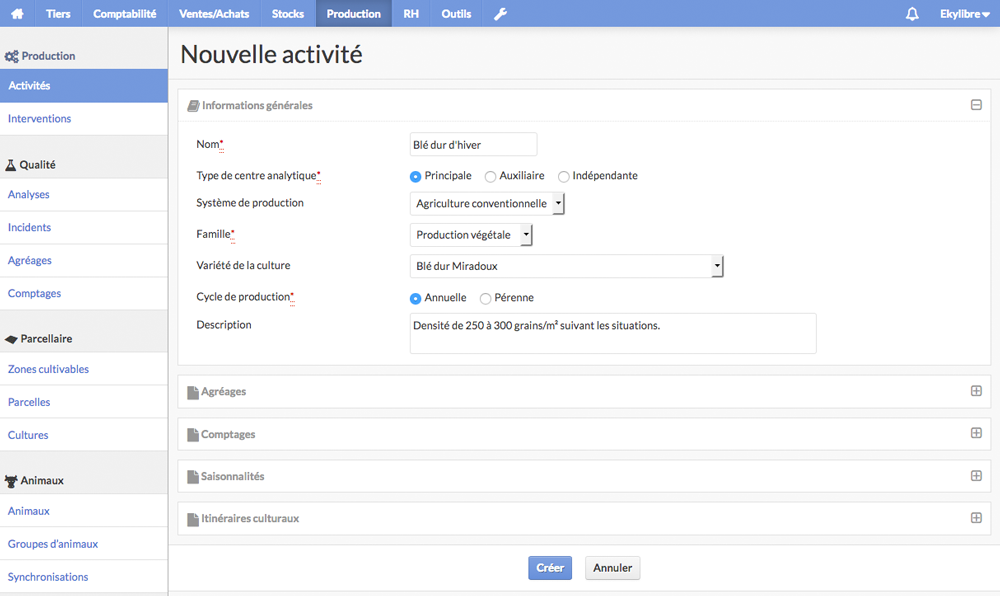 Tiers Comptabilité Ventes/Achats Stocks Production RH Outils Ekylibre
Production
Activités
Interventions
Qualité
Analyses
Incidents
Agréages
Comptages
Parcellaire
Zones cultivables
Parcelles
Cultures
Animaux
Animaux
Groupes d'animaux
Synchronisations
Nouvelle activité
Informations générales
Nom* Blé dur d'hiver
Type de centre analytique* Principale Auxiliaire Indépendante
Système de production Agriculture conventionnelle
Famille* Production végétale
Variété de la culture Blé dur Miradoux
Cycle de production* Annuelle Pérenne
Description Densité de 250 à 300 grains/m² suivant les situations.
Agréages
Comptages
Saisonnalités
Itinéraires culturaux
Créer Annuler